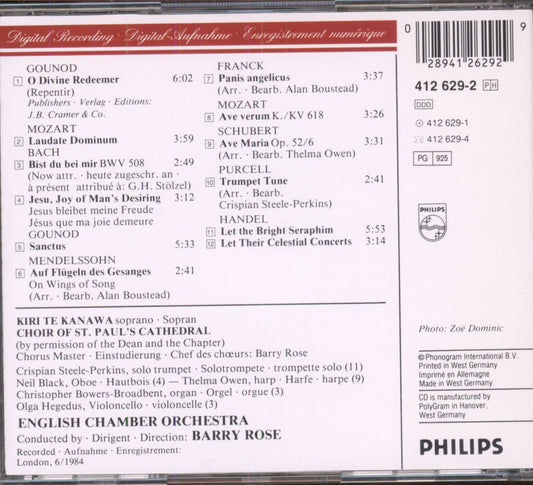 Digital Recording · Digital-Aufnahme · Enregistrement numérique
GOUNOD
1 O Divine Redeemer 6:02
(Repentir)
Publishers · Verlag · Editions:
J.B. Cramer & Co.
MOZART
2 Laudate Dominum 3:59
BACH
3 Bist du bei mir BWV 508 2:49
(Now attr. · heute zugeschr. an ·
à présent attribué à: G.H. Stölzel)
4 Jesu, Joy of Man's Desiring 3:12
Jesus bleibet meine Freude
Jésus que ma joie demeure
GOUNOD
5 Sanctus 5:33
MENDELSSOHN
6 Auf Flügeln des Gesanges 2:41
On Wings of Song
(Arr. · Bearb. Alan Boustead)
FRANCK
7 Panis angelicus 3:37
(Arr. · Bearb. Alan Boustead)
MOZART
8 Ave verum K./KV 618 3:26
SCHUBERT
9 Ave Maria Op. 52/6 3:31
(Arr. · Bearb. Thelma Owen)
PURCELL
10 Trumpet Tune 2:41
(Arr. · Bearb.
Crispian Steele-Perkins)
HANDEL
11 Let the Bright Seraphim 5:53
12 Let Their Celestial Concerts 3:14
KIRI TE KANAWA soprano · Sopran
CHOIR OF ST. PAUL'S CATHEDRAL
(by permission of the Dean and the Chapter)
Chorus Master · Einstudierung · Chef des chœurs: Barry Rose
Crispian Steele-Perkins, solo trumpet · Solotrompete · trompette solo (11)
Neil Black, Oboe · Hautbois (4) — Thelma Owen, harp · Harfe · harpe (9)
Christopher Bowers-Broadbent, organ · Orgel · orgue (3)
Olga Hegedus, Violoncello · violoncelle (3)
ENGLISH CHAMBER ORCHESTRA
Conducted by · Dirigent · Direction: BARRY ROSE
Recorded · Aufnahme · Enregistrement:
London, 6/1984
0 28941 26292 9
412 629-2 PH
DDD
412 629-1
412 629-4
PG 925
PHILIPS
Photo: Zoë Dominic
© Phonogram International B.V.
Printed in West Germany
Imprimé en Allemagne
Made in West Germany
CD is manufactured by
PolyGram in Hanover,
West Germany
PHILIPS